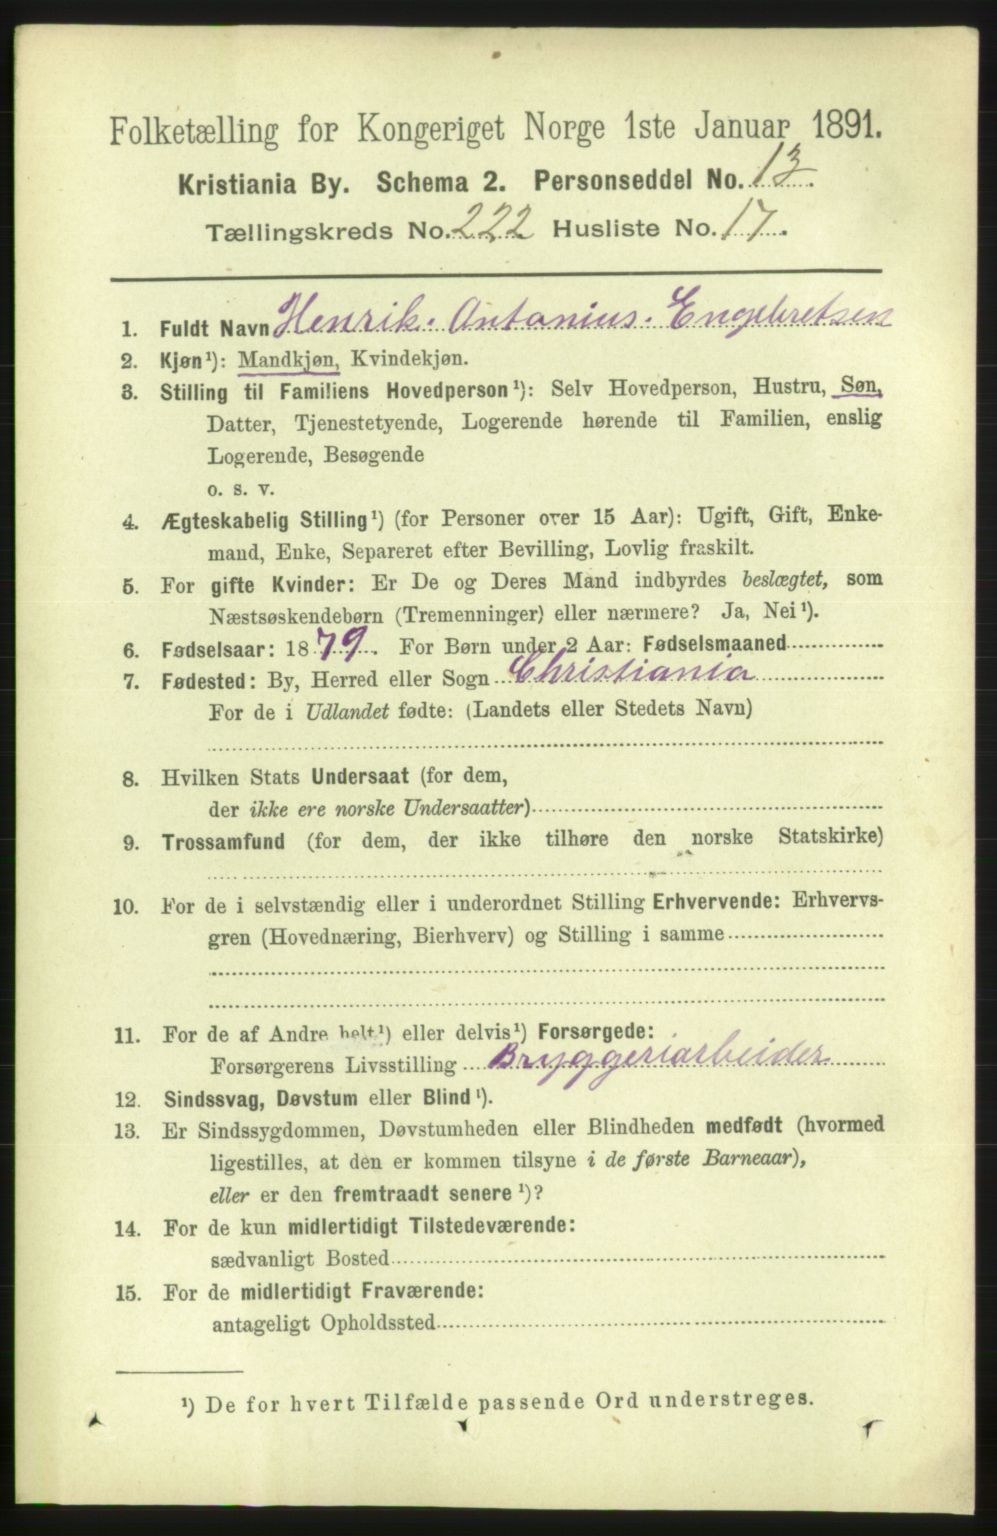 Folketælling for Kongeriget Norge 1ste Januar 1891.
Kristiania By. Schema 2. Personseddel No. 13.
Tællingskreds No. 222 Husliste No. 17.
1. Fuldt Navn Henrik. Antonius. Engebretsen
2. Kjøn¹): Mandkjøn, Kvindekjøn.
3. Stilling til Familiens Hovedperson¹): Selv Hovedperson, Hustru, Søn,
Datter, Tjenestetyende, Logerende hørende til Familien, enslig
Logerende, Besøgende
o. s. v.
4. Ægteskabelig Stilling¹) (for Personer over 15 Aar): Ugift, Gift, Enke-
mand, Enke, Separeret efter Bevilling, Lovlig fraskilt.
5. For gifte Kvinder: Er De og Deres Mand indbyrdes beslægtet, som
Næstsøskendebørn (Tremenninger) eller nærmere? Ja, Nei¹).
6. Fødselsaar: 1879. For Børn under 2 Aar: Fødselsmaaned
7. Fødested: By, Herred eller Sogn Christiania
For de i Udlandet fødte: (Landets eller Stedets Navn)
8. Hvilken Stats Undersaat (for dem,
der ikke ere norske Undersaatter)
9. Trossamfund (for dem, der ikke tilhøre den norske Statskirke)
10. For de i selvstændig eller i underordnet Stilling Erhvervende: Erhvervs-
gren (Hovednæring, Bierhverv) og Stilling i samme
11. For de af Andre helt¹) eller delvis¹) Forsørgede:
Forsørgerens Livsstilling Bryggeriarbeider
12. Sindssvag, Døvstum eller Blind¹).
13. Er Sindssygdommen, Døvstumheden eller Blindheden medfødt (hvormed
ligestilles, at den er kommen tilsyne i de første Barneaar),
eller er den fremtraadt senere¹)?
14. For de kun midlertidigt Tilstedeværende:
sædvanligt Bosted
15. For de midlertidigt Fraværende:
antageligt Opholdssted
¹) De for hvert Tilfælde passende Ord understreges.